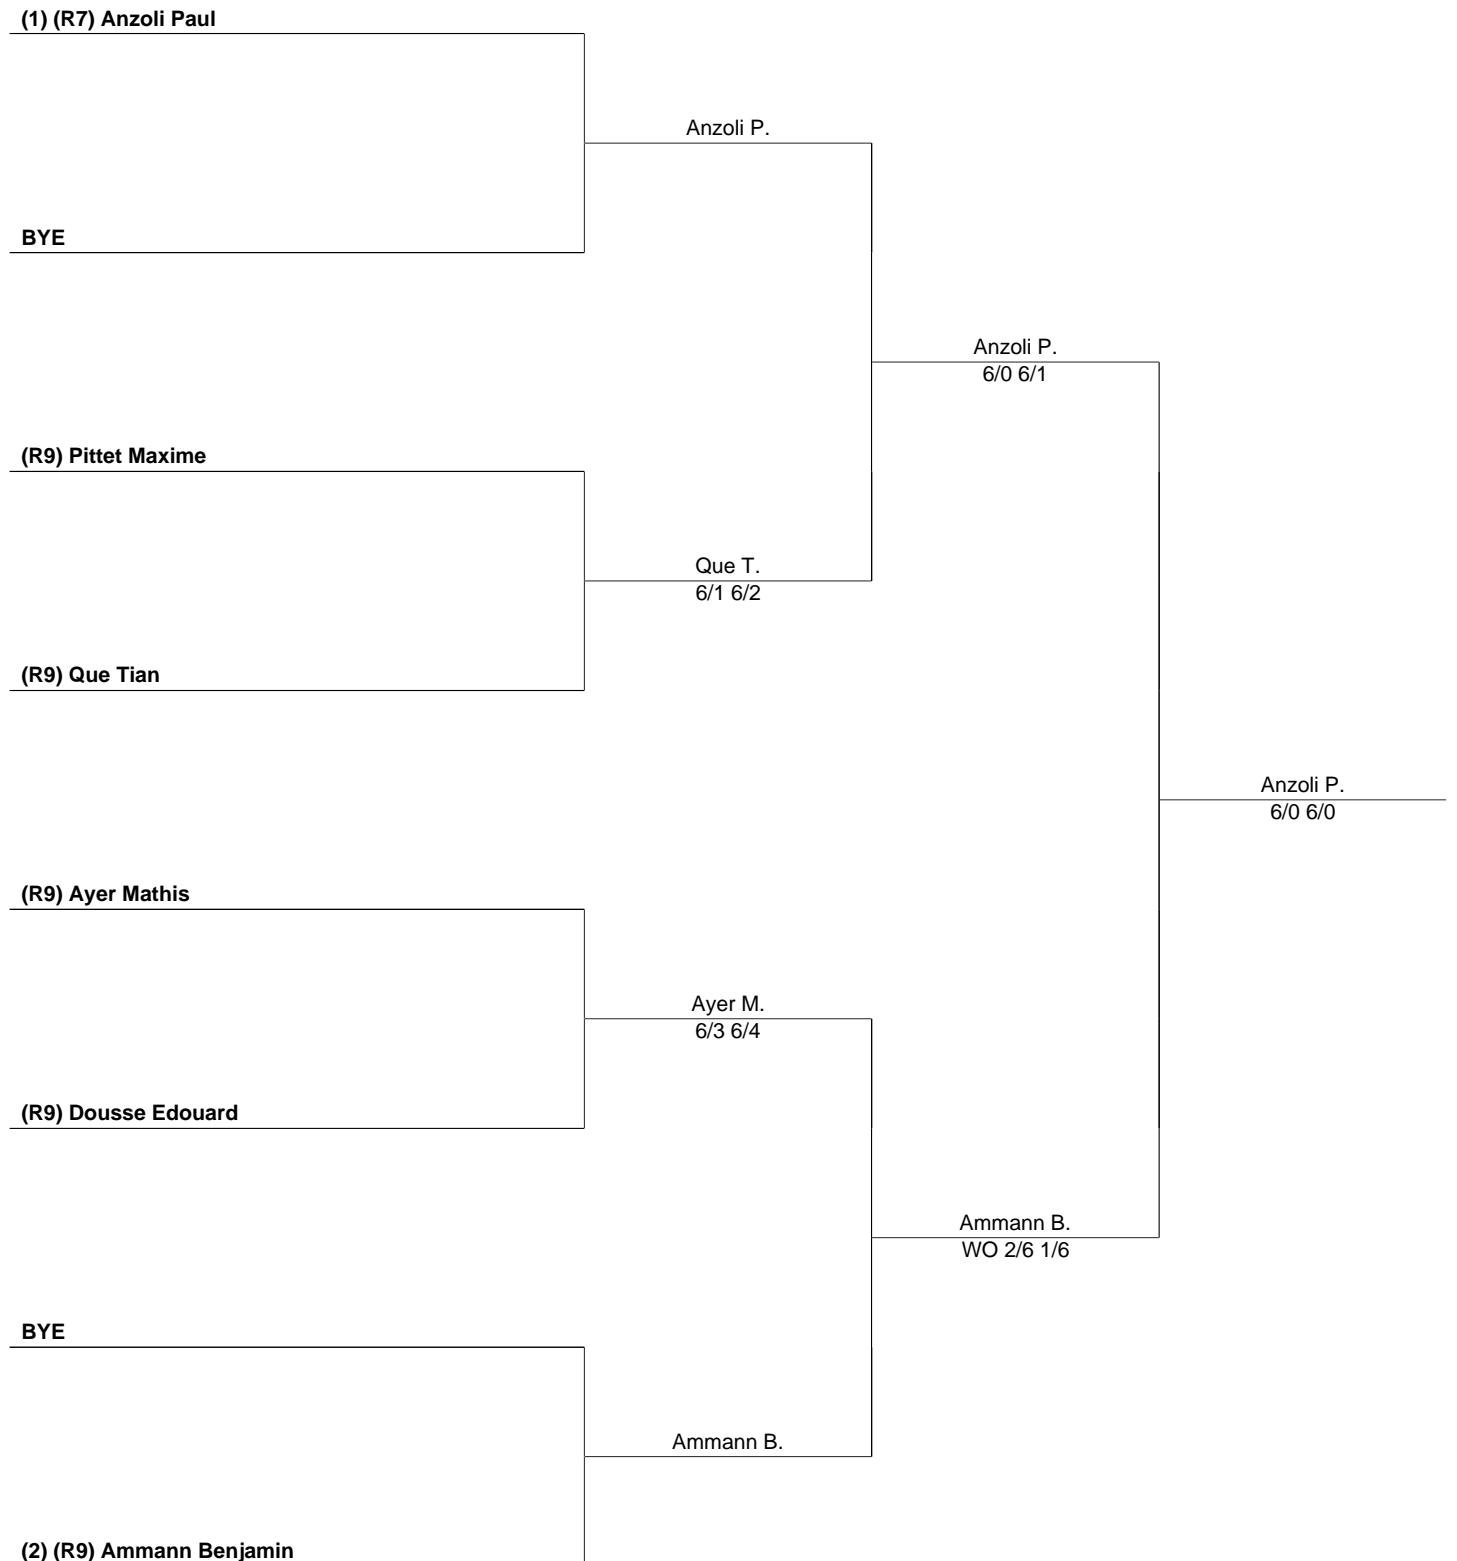 (1) (R7) Anzoli Paul
Anzoli P.
BYE
Anzoli P.
6/0 6/1
(R9) Pittet Maxime
Que T.
6/1 6/2
(R9) Que Tian
Anzoli P.
6/0 6/0
(R9) Ayer Mathis
Ayer M.
6/3 6/4
(R9) Dousse Edouard
Ammann B.
WO 2/6 1/6
BYE
Ammann B.
(2) (R9) Ammann Benjamin